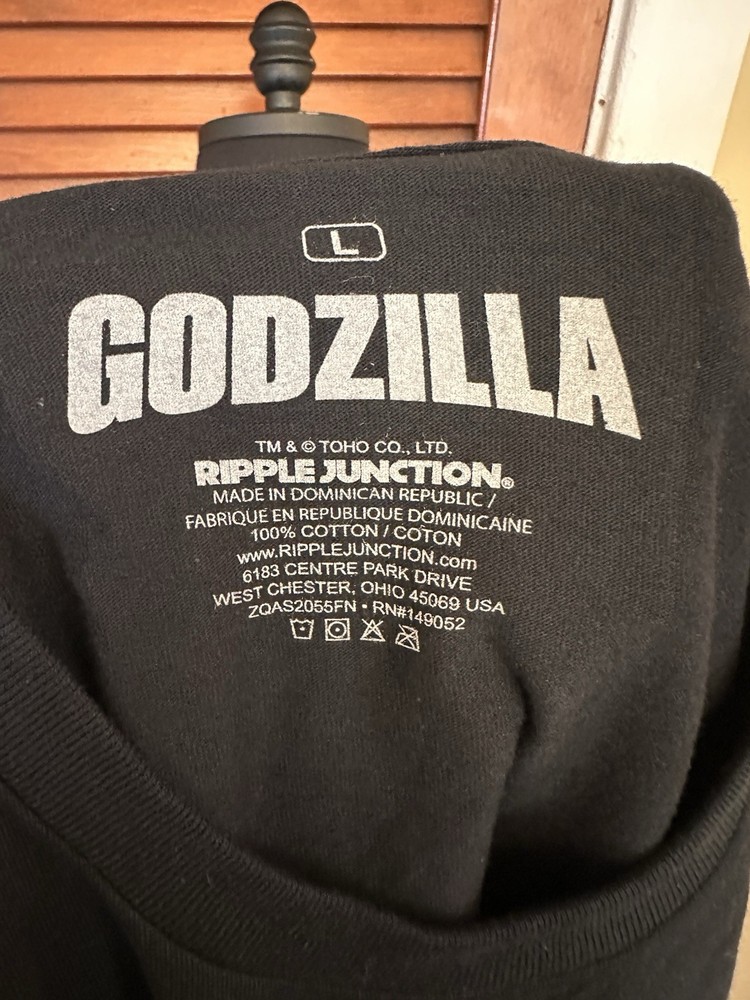 L
GODZILLA
TM & © TOHO CO., LTD.
RIPPLE JUNCTION®
MADE IN DOMINICAN REPUBLIC /
FABRIQUE EN REPUBLIQUE DOMINICAINE
100% COTTON / COTON
www.RIPPLEJUNCTION.com
6183 CENTRE PARK DRIVE
WEST CHESTER, OHIO 45069 USA
ZQAS2055FN • RN#149052